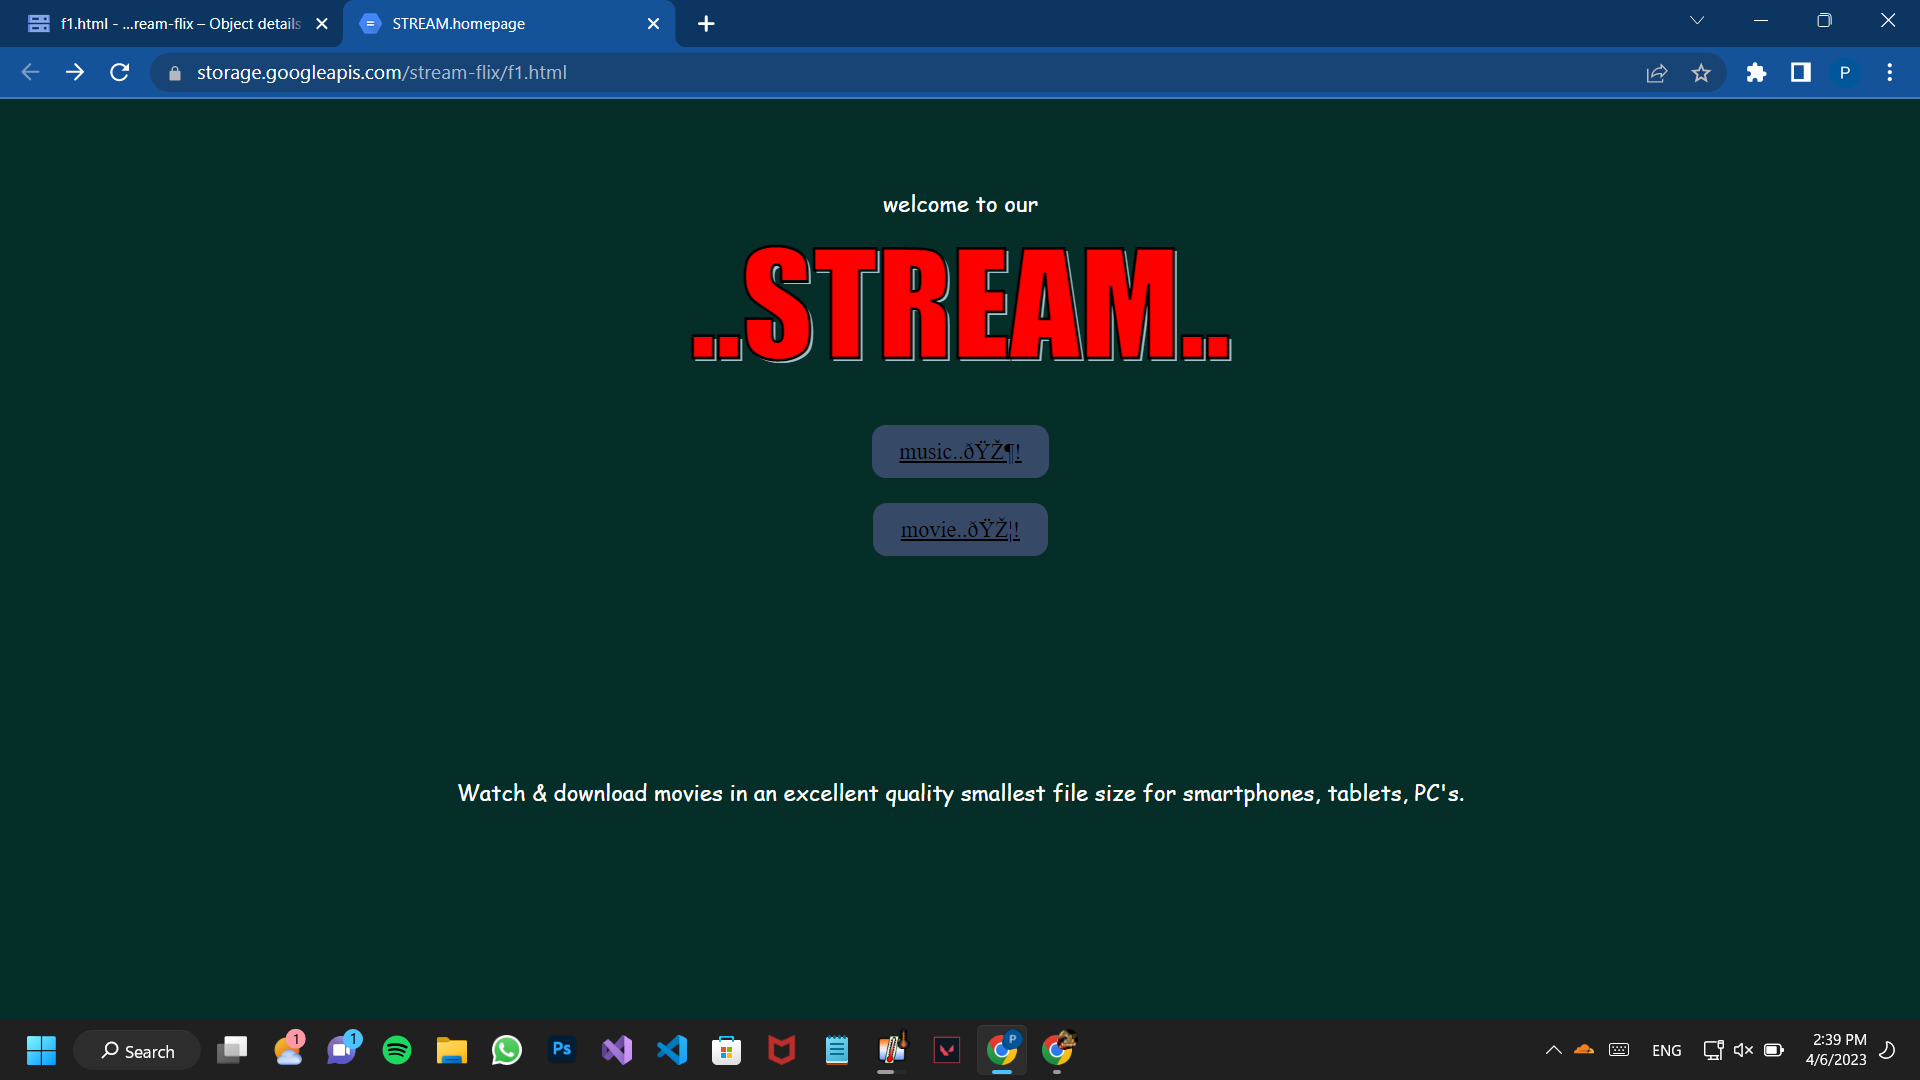 f1.html - ...ream-flix – Object details
STREAM.homepage
storage.googleapis.com/stream-flix/f1.html
P
welcome to our
..STREAM..
music..ðŸŽ¶!
movie..ðŸŽ¦!
Watch & download movies in an excellent quality smallest file size for smartphones, tablets, PC's.
Search
1
1
Ps
P
ENG
2:39 PM
4/6/2023